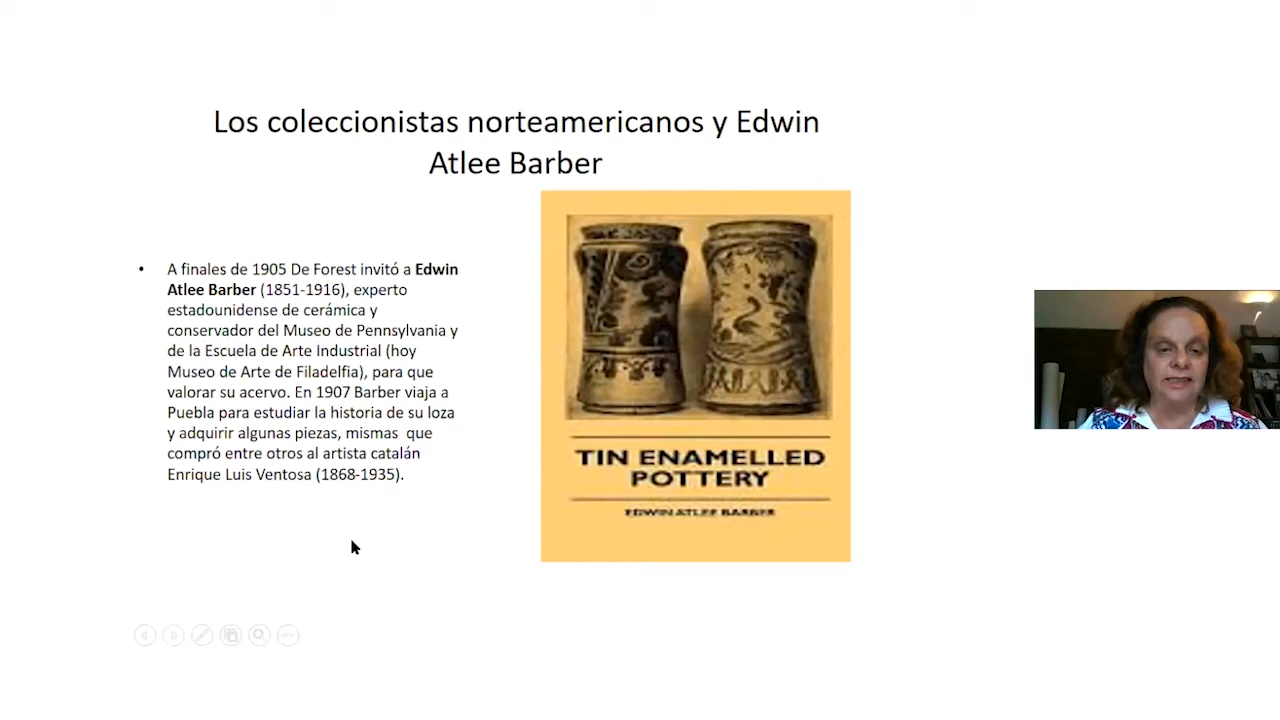 Los coleccionistas norteamericanos y Edwin
Atlee Barber
• A finales de 1905 De Forest invitó a Edwin
Atlee Barber (1851-1916), experto
estadounidense de cerámica y
conservador del Museo de Pennsylvania y
de la Escuela de Arte Industrial (hoy
Museo de Arte de Filadelfia), para que
valorar su acervo. En 1907 Barber viaja a
Puebla para estudiar la historia de su loza
y adquirir algunas piezas, mismas que
compró entre otros al artista catalán
Enrique Luis Ventosa (1868-1935).
TIN ENAMELLED
POTTERY
EDWIN ATLEE BARBER